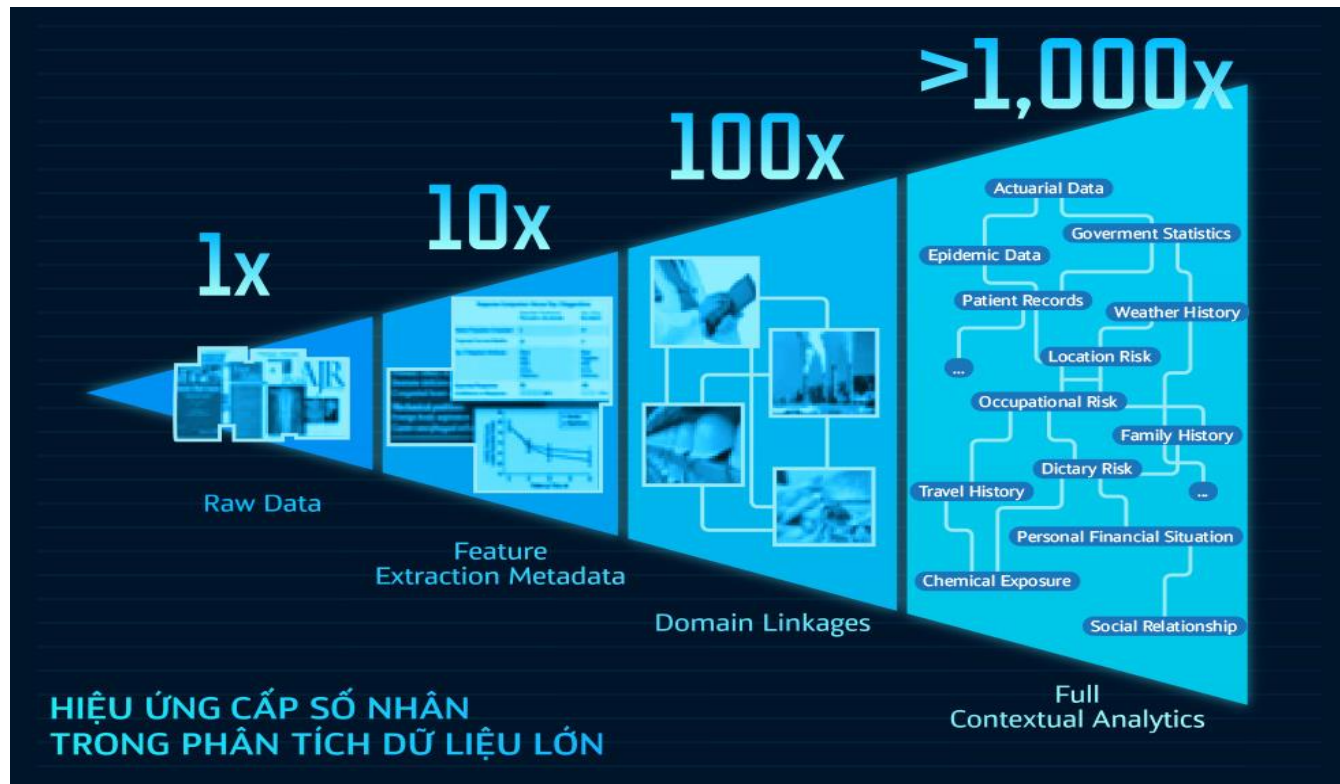 >1,000x
100x
10x
1x
Actuarial Data
Goverment Statistics
Epidemic Data
Patient Records
Weather History
Location Risk
...
Occupational Risk
Family History
Dictary Risk
Travel History
...
Personal Financial Situation
Chemical Exposure
Social Relationship
AJR
Raw Data
Feature
Extraction Metadata
Domain Linkages
Full
Contextual Analytics
HIỆU ỨNG CẤP SỐ NHÂN
TRONG PHÂN TÍCH DỮ LIỆU LỚN